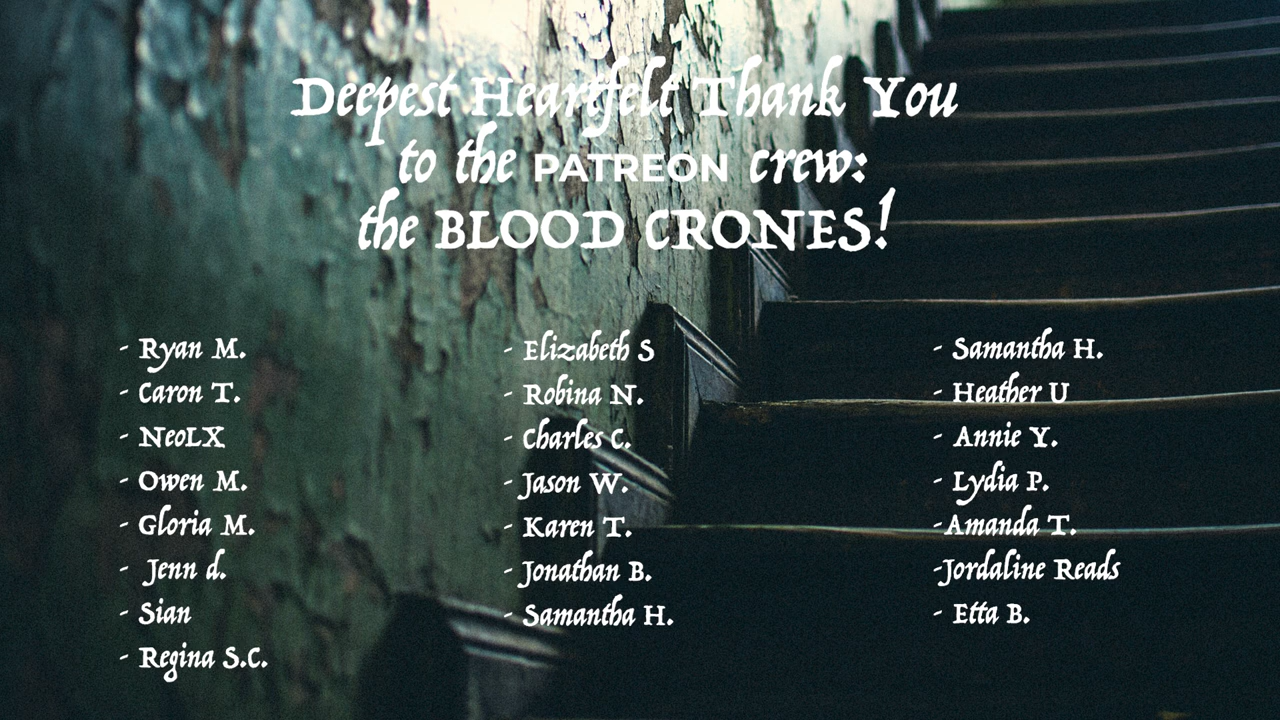 Deepest Heartfelt Thank You
to the PATREON crew:
the BLOOD CRONES!
- Ryan M.
- Caron T.
- NeoLX
- Owen M.
- Gloria M.
- Jenn d.
- Sian
- Regina S.C.
- Elizabeth S
- Robina N.
- Charles C.
- Jason W.
- Karen T.
- Jonathan B.
- Samantha H.
- Samantha H.
- Heather U
- Annie Y.
- Lydia P.
-Amanda T.
-Jordaline Reads
- Etta B.